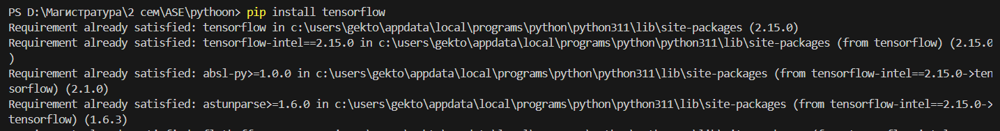 PS D:\Магистратура\2 сем\ASE\pythoon> pip install tensorflow
Requirement already satisfied: tensorflow in c:\users\gekto\appdata\local\programs\python\python311\lib\site-packages (2.15.0)
Requirement already satisfied: tensorflow-intel==2.15.0 in c:\users\gekto\appdata\local\programs\python\python311\lib\site-packages (from tensorflow) (2.15.0
)
Requirement already satisfied: absl-py>=1.0.0 in c:\users\gekto\appdata\local\programs\python\python311\lib\site-packages (from tensorflow-intel==2.15.0->ten
sorflow) (2.1.0)
Requirement already satisfied: astunparse>=1.6.0 in c:\users\gekto\appdata\local\programs\python\python311\lib\site-packages (from tensorflow-intel==2.15.0->
tensorflow) (1.6.3)